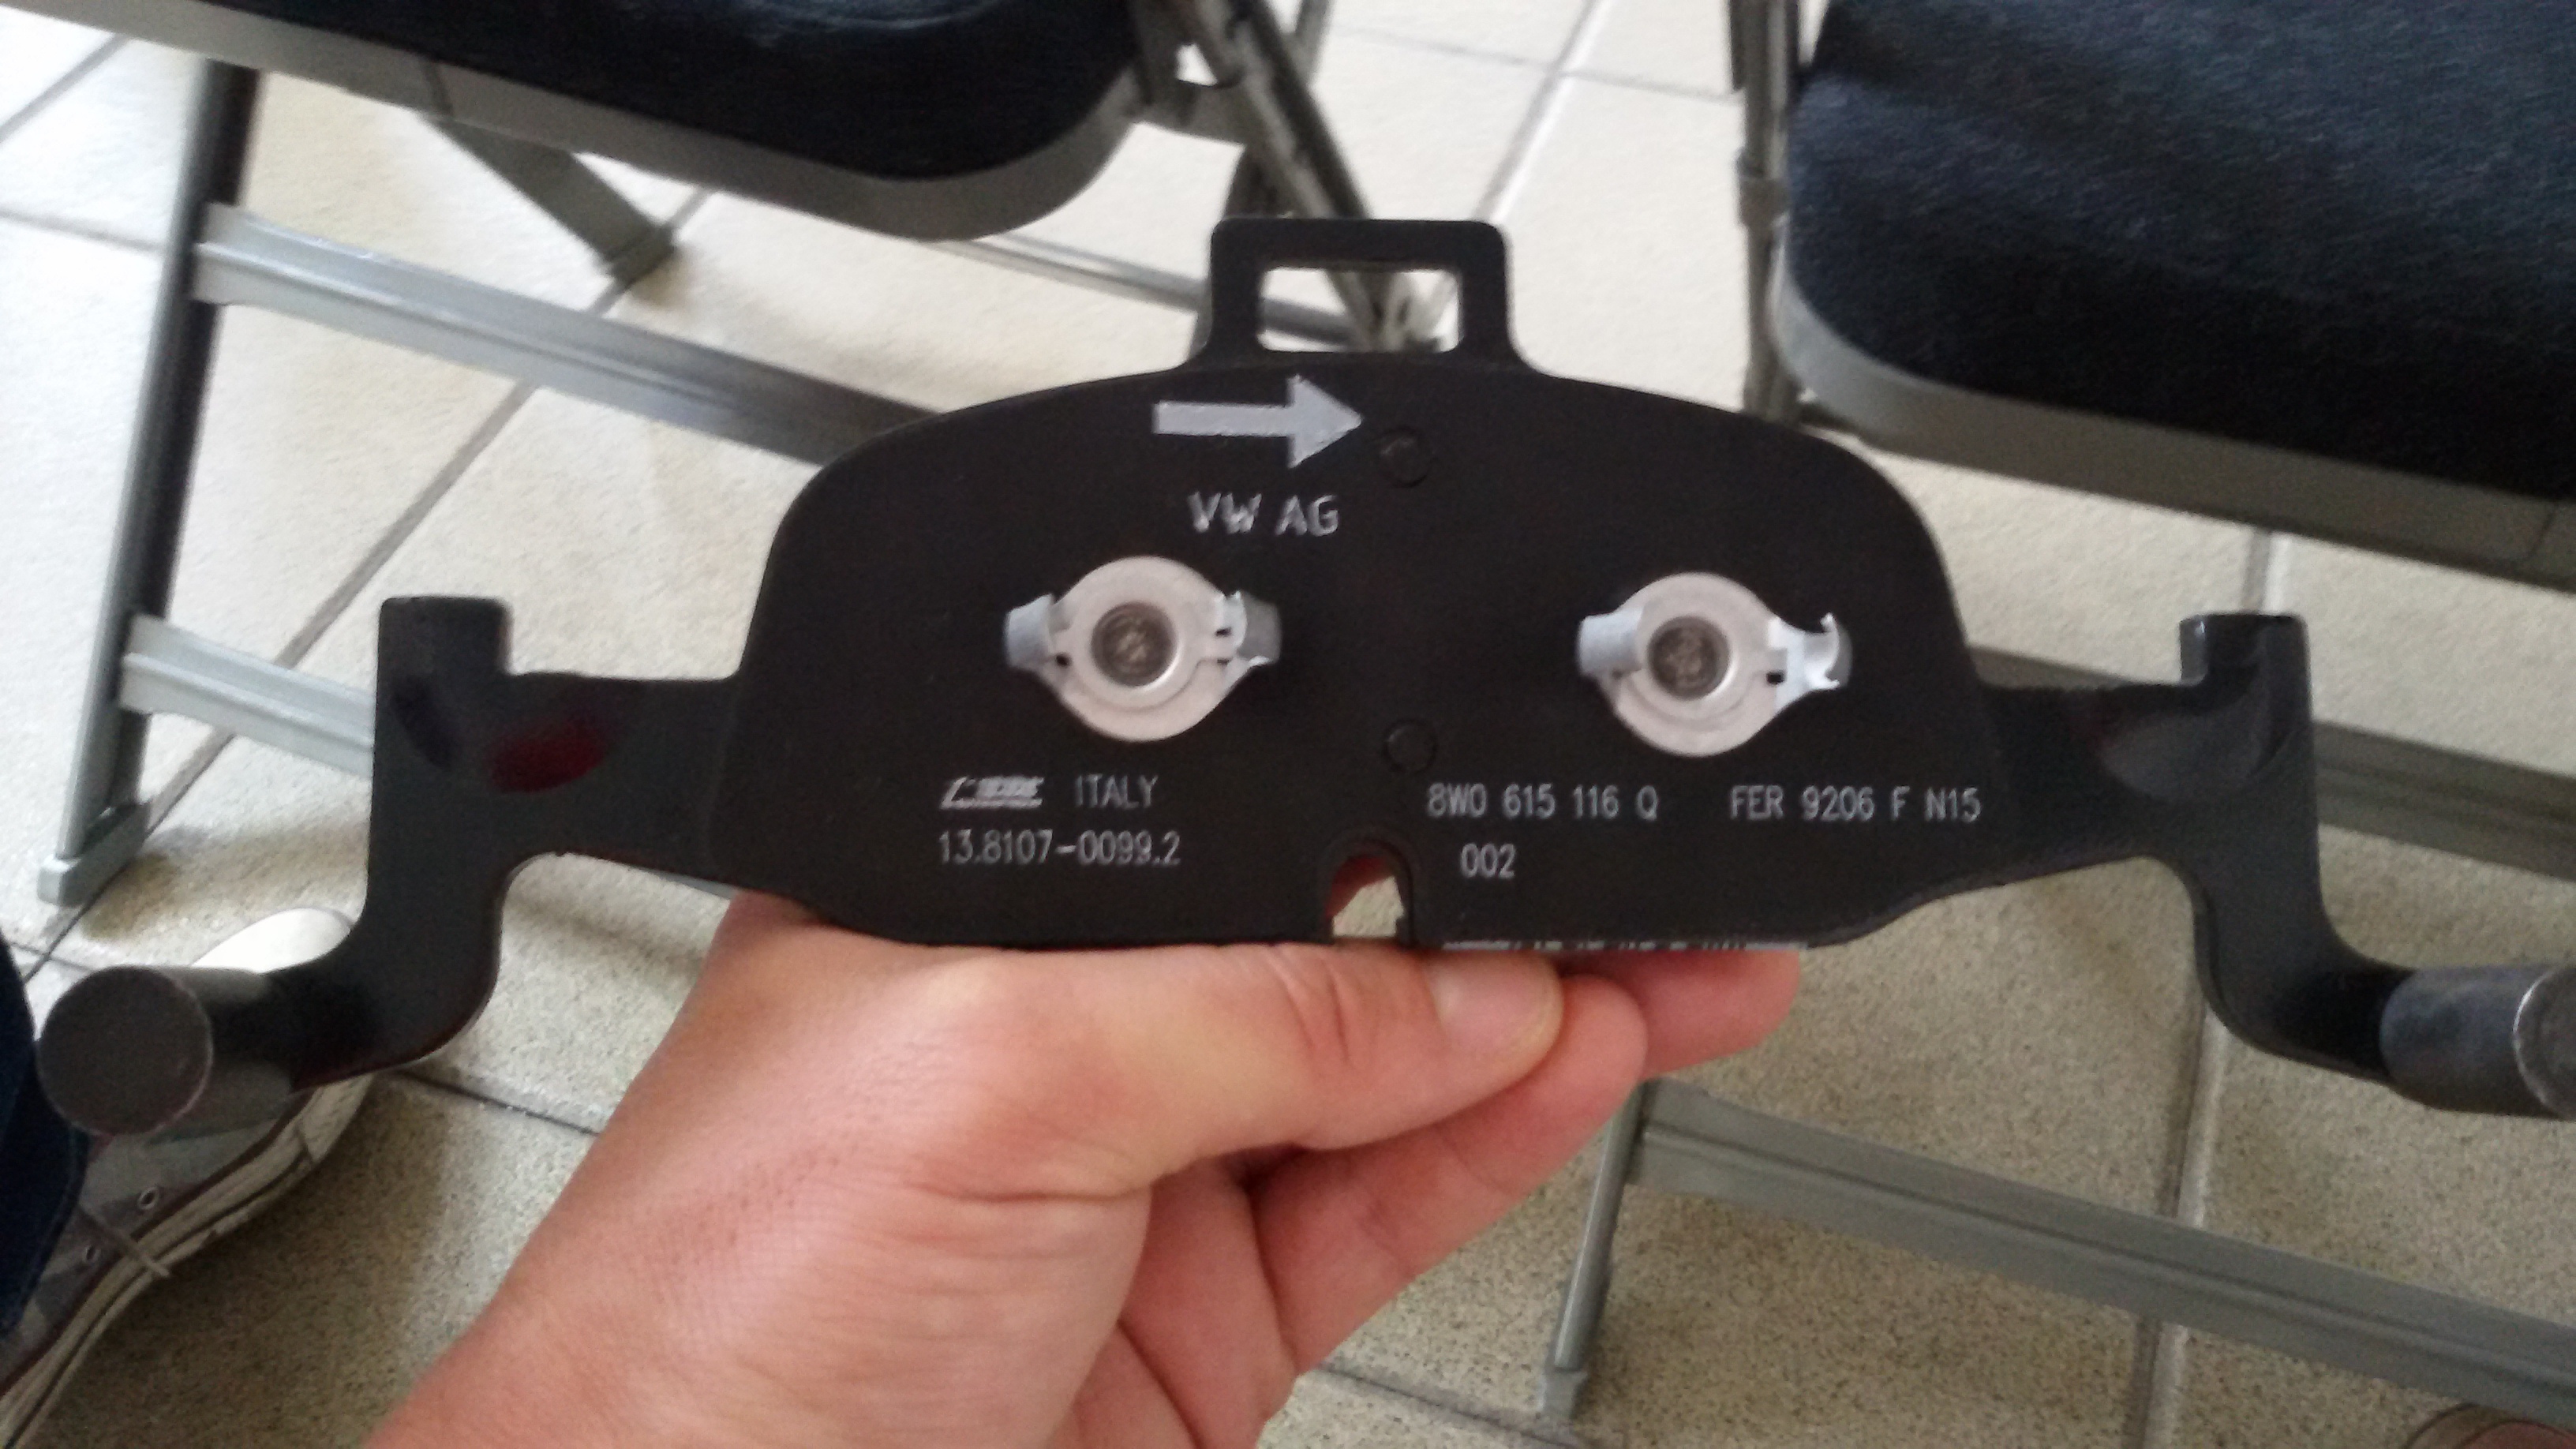 VW AG
ITALY
13.8107-0099.2
8W0 615 116 Q FER 9206 F N15
002